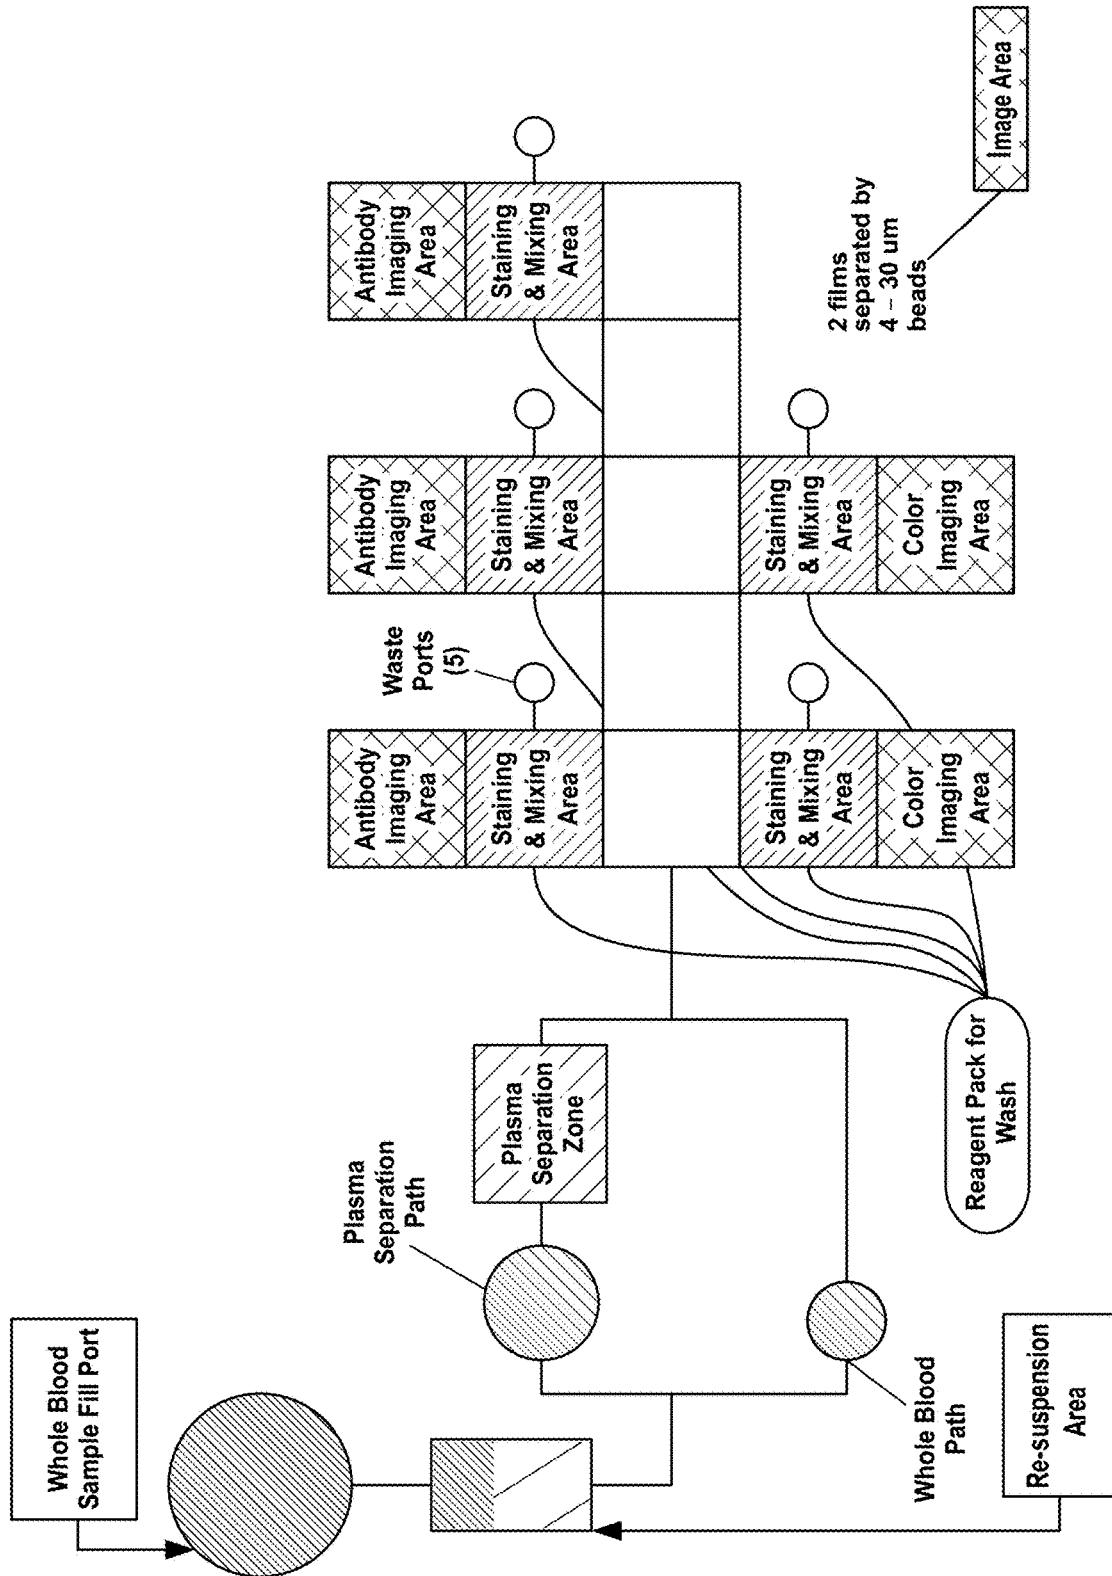 Whole Blood
Sample Fill Port
Re-suspension
Area
Plasma
Separation
Path
Whole Blood
Path
Plasma
Separation
Zone
Reagent Pack for
Wash
Antibody
Imaging
Area
Staining
& Mixing
Area
Waste
Ports
(5)
Staining
& Mixing
Area
Color
Imaging
Area
Antibody
Imaging
Area
Staining
& Mixing
Area
Staining
& Mixing
Area
Color
Imaging
Area
Antibody
Imaging
Area
Staining
& Mixing
Area
2 films
separated by
4 – 30 um
beads
Image Area